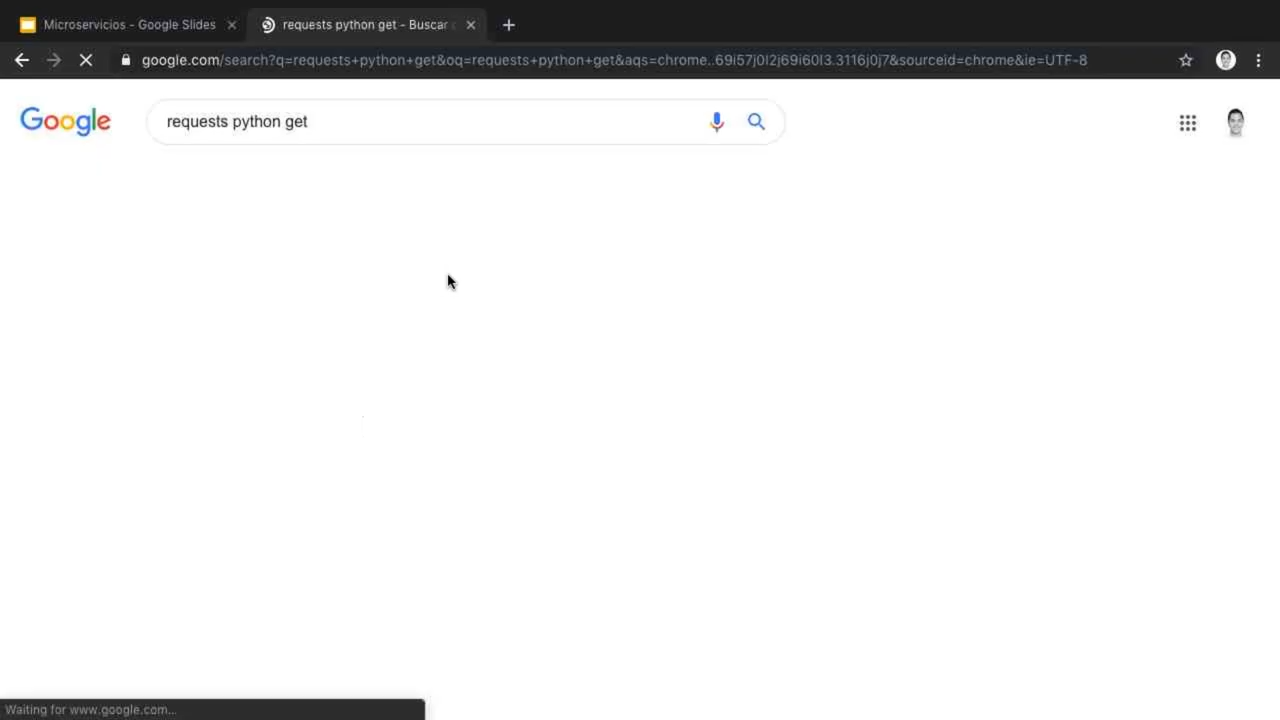 Microservicios - Google Slides
requests python get - Buscar
google.com/search?q=requests+python+get&oq=requests+python+get&aqs=chrome..69i57j0l2j69i60l3.3116j0j7&sourceid=chrome&ie=UTF-8
Google
requests python get
Waiting for www.google.com...